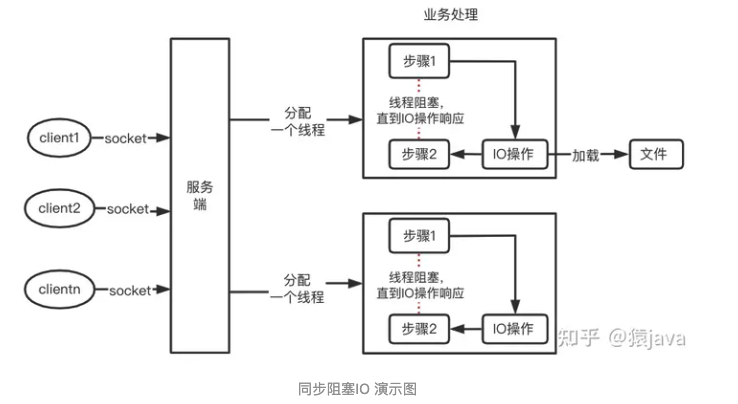 业务处理
步骤1
线程阻塞，
直到IO操作响应
步骤2
IO操作
加载
文件
分配
一个线程
client1
socket
client2
socket
clientn
socket
服务
端
分配
一个线程
步骤1
线程阻塞，
直到IO操作响应
步骤2
IO操作
知乎 @猿java
同步阻塞IO 演示图